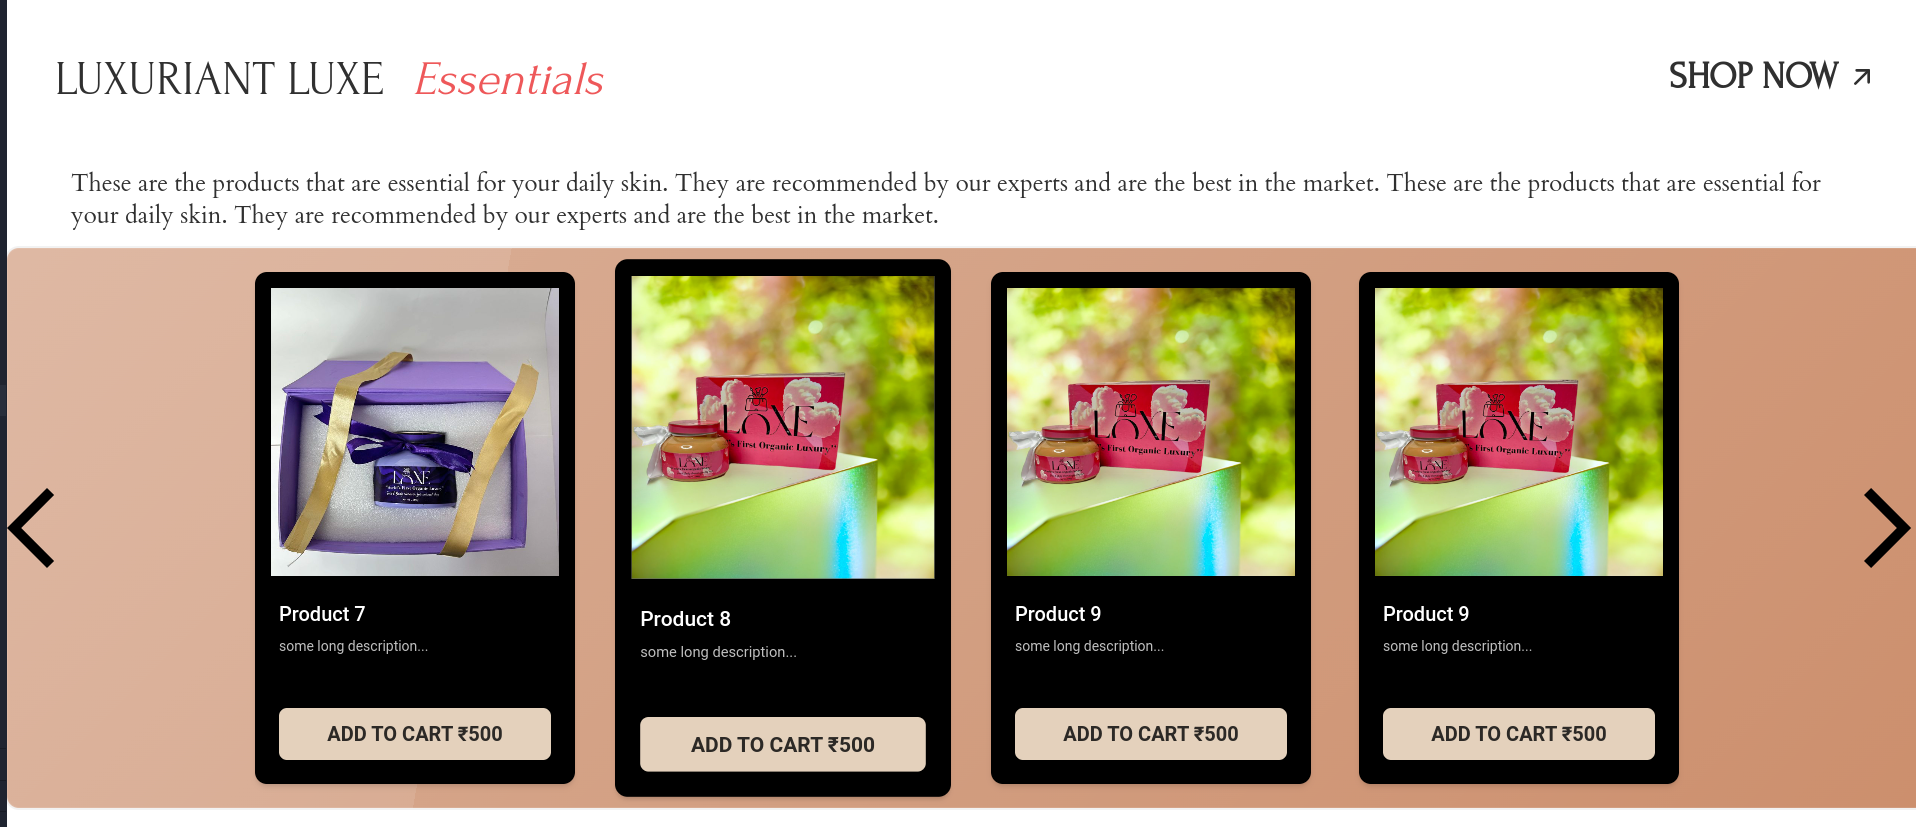 LUXURIANT LUXE Essentials
SHOP NOW
These are the products that are essential for your daily skin. They are recommended by our experts and are the best in the market. These are the products that are essential for
your daily skin. They are recommended by our experts and are the best in the market.
LOXE
LOXE
First Organic Luxury"
LOXE
First Organic Luxury"
LOXE
First Organic Luxury"
Product 7
some long description...
ADD TO CART ₹500
Product 8
some long description...
ADD TO CART ₹500
Product 9
some long description...
ADD TO CART ₹500
Product 9
some long description...
ADD TO CART ₹500